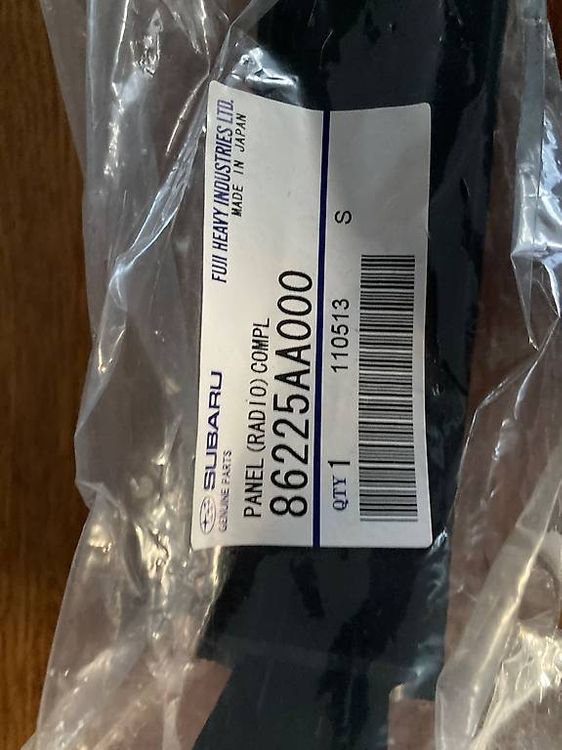 SUBARU
GENUINE PARTS
FUJI HEAVY INDUSTRIES LTD.
MADE IN JAPAN
PANEL (RADIO) COMPL
86225AA000
QTY 1
110513
S